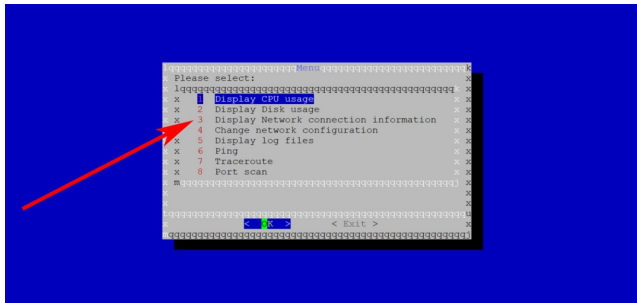 Menu
Please select:
1 Display CPU usage
2 Display Disk usage
3 Display Network connection information
4 Change network configuration
5 Display log files
6 Ping
7 Traceroute
8 Port scan
< OK > < Exit >